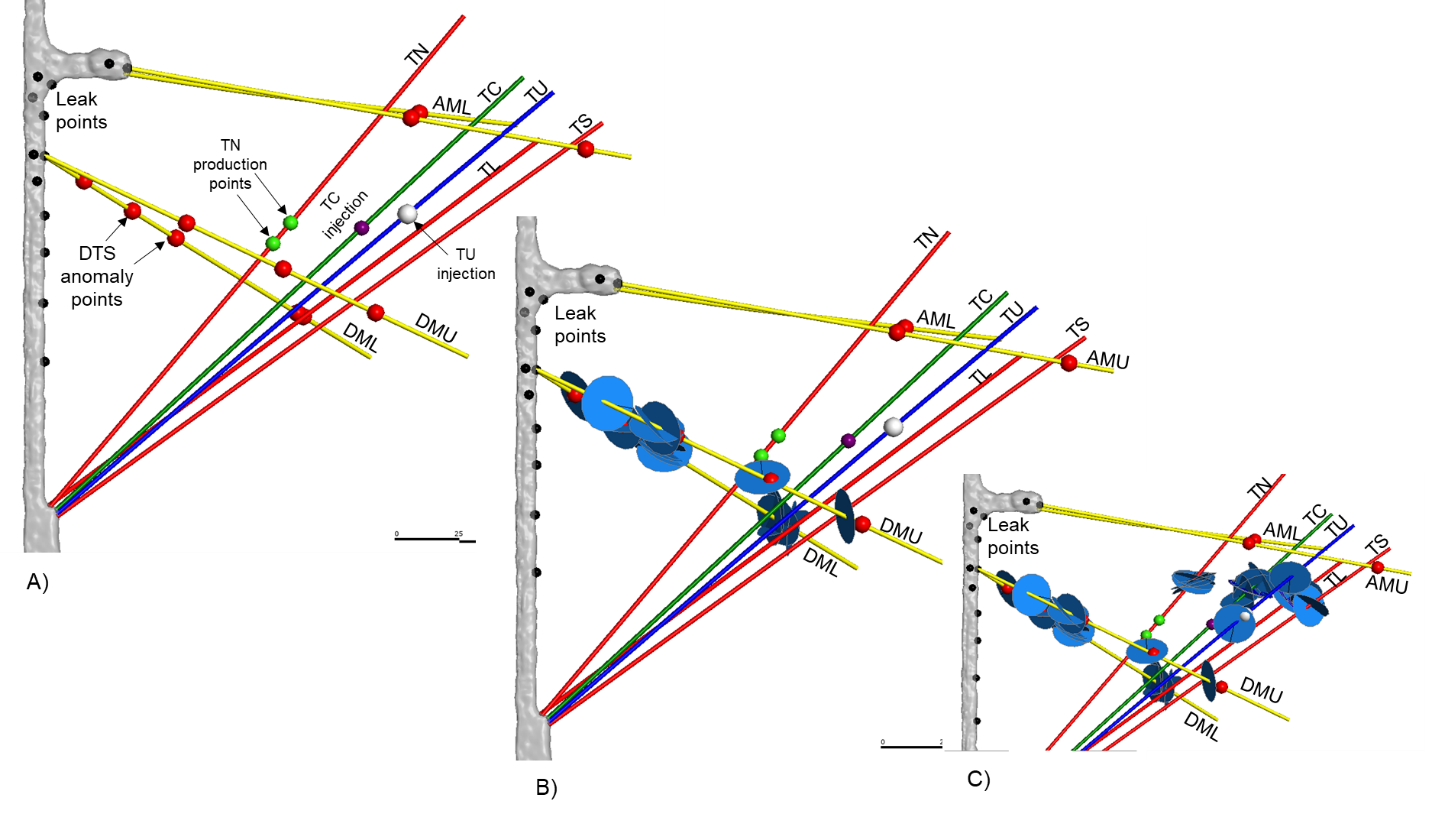 TN
TC
TU
TS
AML
TL
Leak
points
TN
production
points
TC
injection
TU
injection
DTS
anomaly
points
DML
DMU
0 25
A)
TN
TC
TU
TS
AML
AMU
TL
Leak
points
DMU
DML
0 2
B)
TN
TC
TU
TS
AML
AMU
TL
Leak
points
DMU
DML
C)